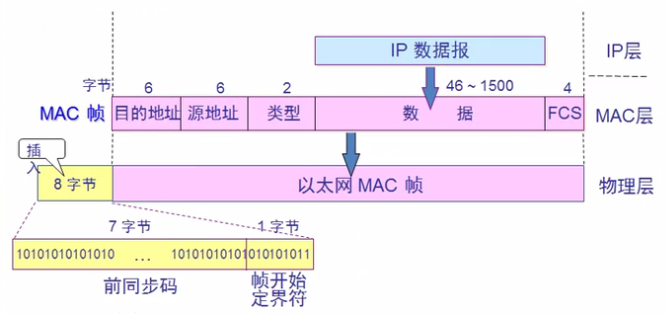 IP 数据报
IP层
字节
6
6
2
46 ~ 1500
4
MAC 帧
目的地址
源地址
类型
数 据
FCS
MAC层
插入
8 字节
以太网 MAC 帧
物理层
7 字节
1 字节
10101010101010 ... 10101010101010101011
前同步码
帧开始
定界符